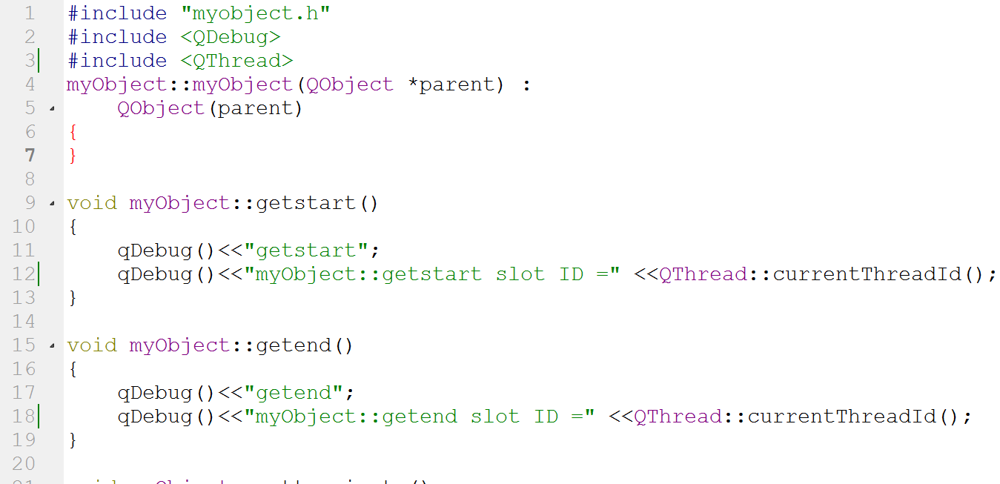 1 #include "myobject.h"
2 #include <QDebug>
3 #include <QThread>
4 myObject::myObject(QObject *parent) :
5     QObject(parent)
6 {
7 }
8
9 void myObject::getstart()
10 {
11     qDebug()<<"getstart";
12     qDebug()<<"myObject::getstart slot ID =" <<QThread::currentThreadId();
13 }
14
15 void myObject::getend()
16 {
17     qDebug()<<"getend";
18     qDebug()<<"myObject::getend slot ID =" <<QThread::currentThreadId();
19 }
20